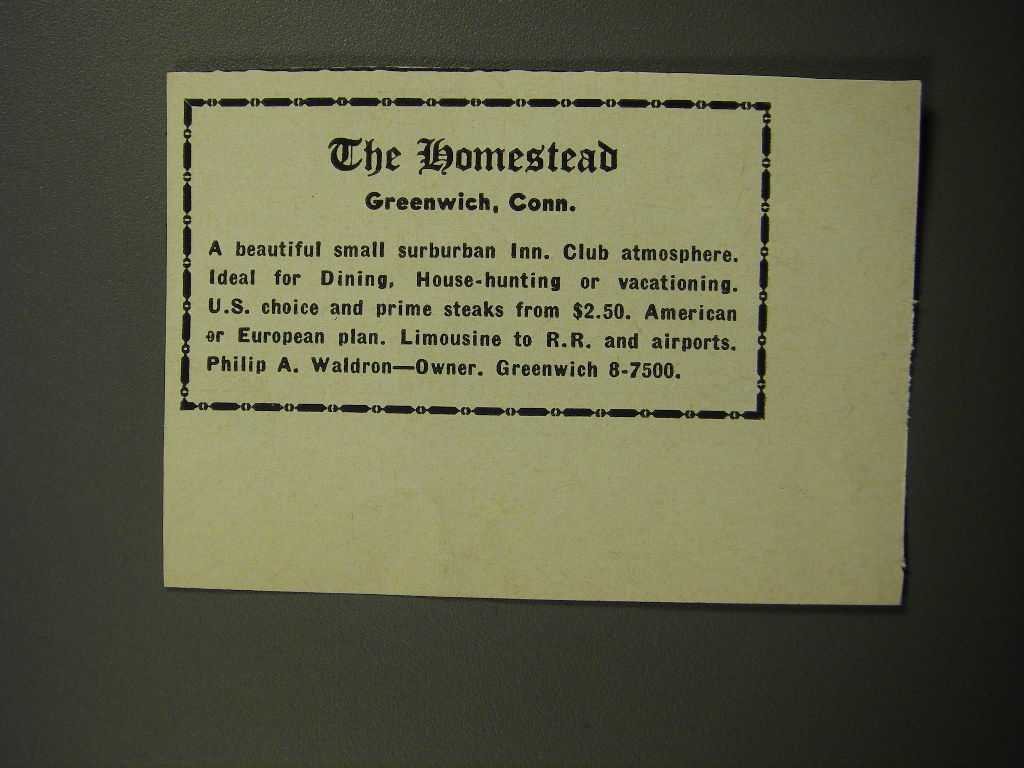 The Homestead
Greenwich, Conn.
A beautiful small surburban Inn. Club atmosphere.
Ideal for Dining, House-hunting or vacationing.
U.S. choice and prime steaks from $2.50. American
or European plan. Limousine to R.R. and airports.
Philip A. Waldron—Owner. Greenwich 8-7500.